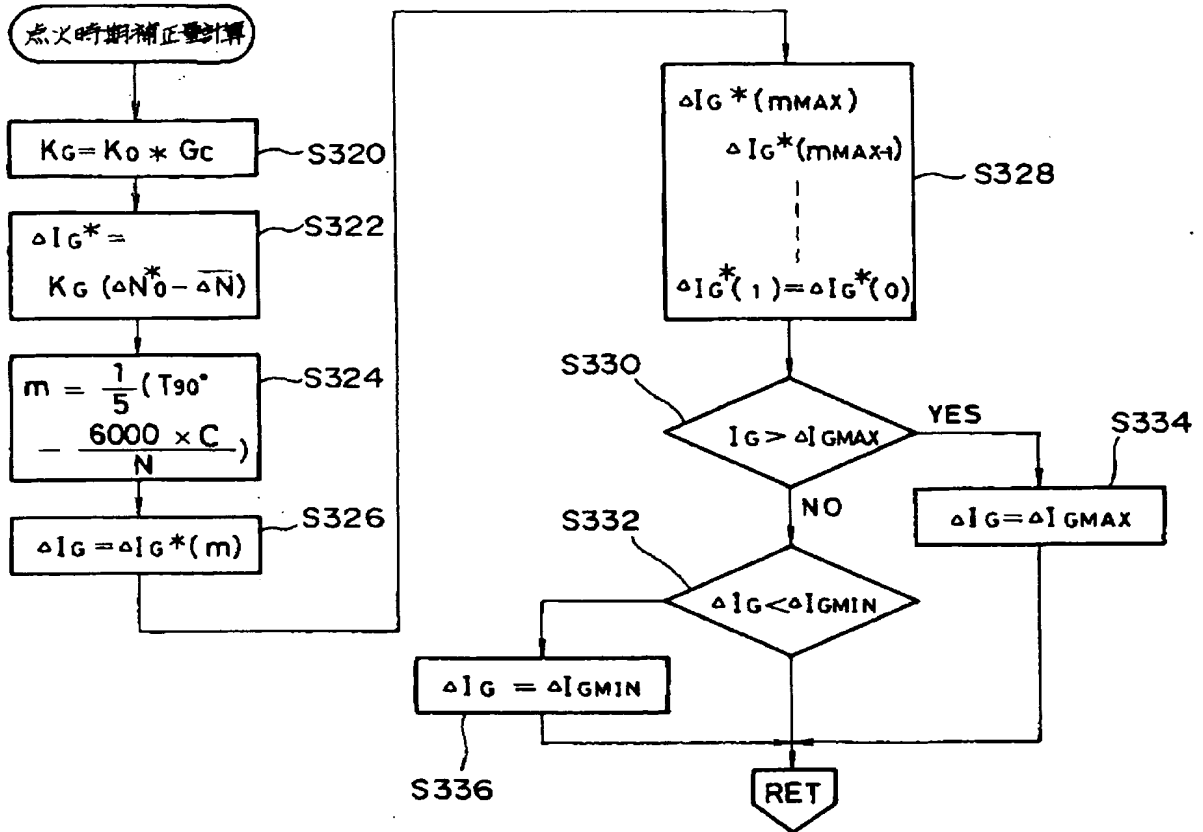 点火時期補正量計算
KG=K0*GC
S320
ΔIG*=
KG(ΔN*0-ΔN̅)
S322
m = 1/5 (T90°
- 6000×C/N )
S324
ΔIG=ΔIG*(m)
S326
ΔIG*(mMAX)
ΔIG*(mMAX-1)
ΔIG*(1)=ΔIG*(0)
S328
S330
IG>ΔIGMAX
YES
S334
ΔIG=ΔIGMAX
NO
S332
ΔIG<ΔIGMIN
ΔIG = ΔIGMIN
S336
RET